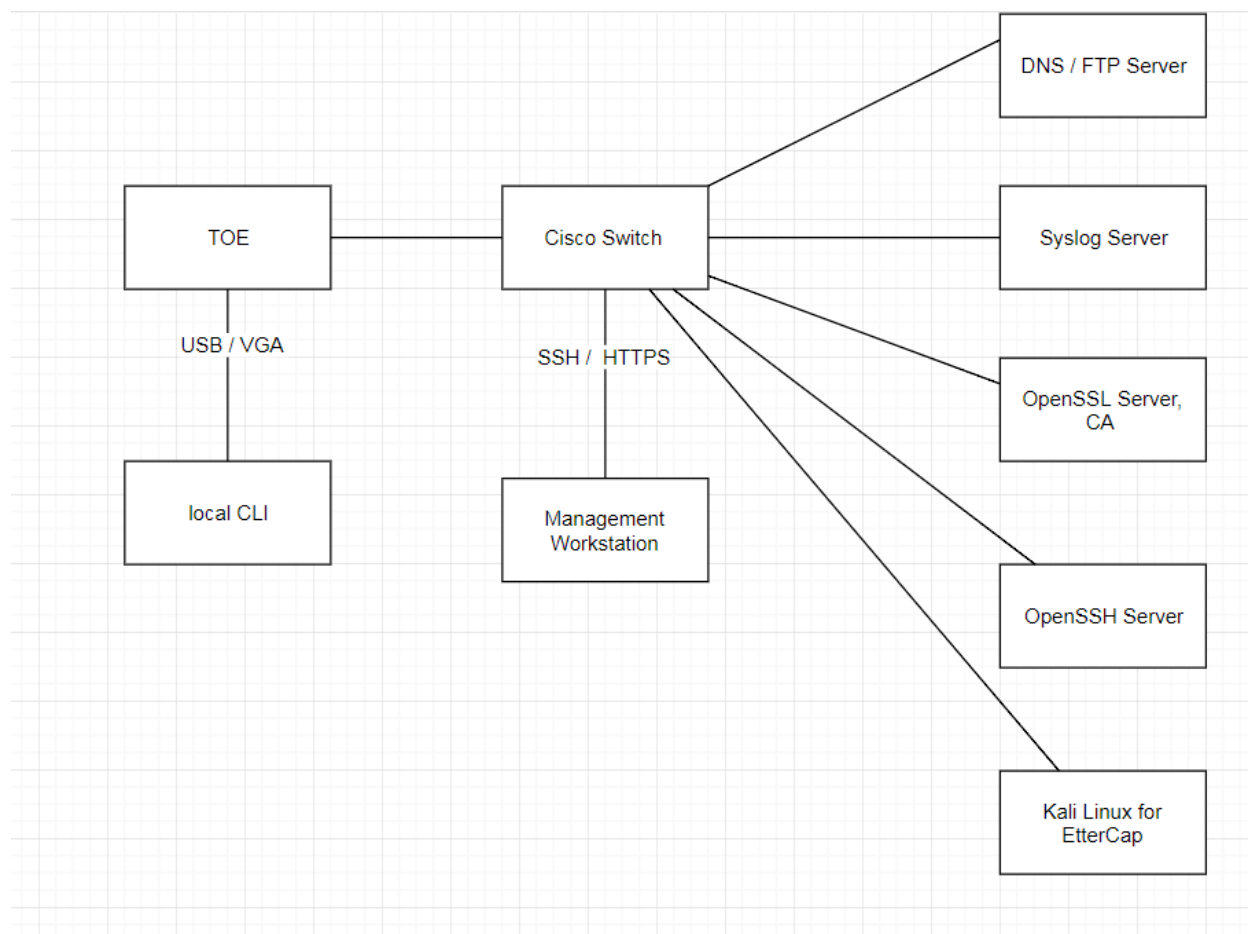 DNS / FTP Server
TOE
Cisco Switch
Syslog Server
USB / VGA
SSH / HTTPS
OpenSSL Server,
CA
local CLI
Management
Workstation
OpenSSH Server
Kali Linux for
EtterCap